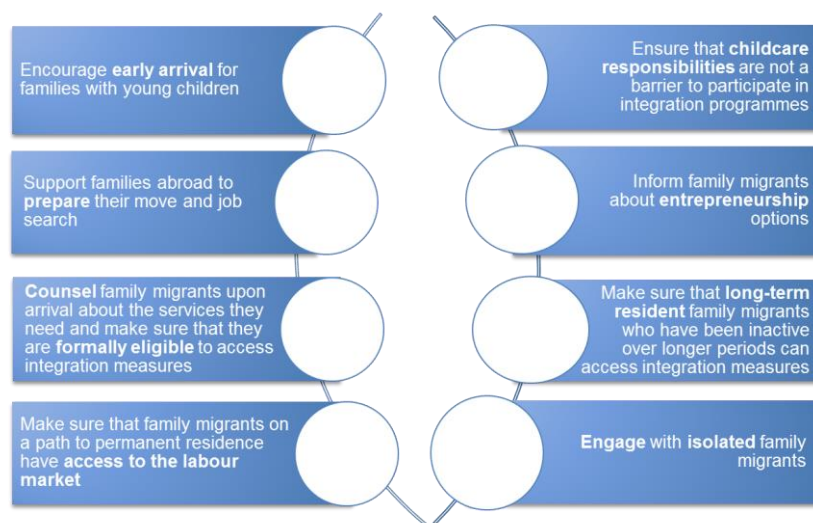 Encourage early arrival for
families with young children
Support families abroad to
prepare their move and job
search
Counsel family migrants upon
arrival about the services they
need and make sure that they
are formally eligible to access
integration measures
Make sure that family migrants on
a path to permanent residence
have access to the labour
market
Ensure that childcare
responsibilities are not a
barrier to participate in
integration programmes
Inform family migrants
about entrepreneurship
options
Make sure that long-term
resident family migrants
who have been inactive
over longer periods can
access integration measures
Engage with isolated family
migrants